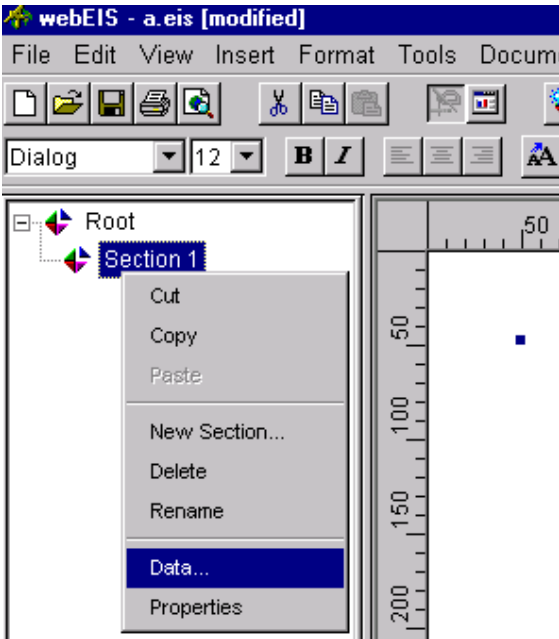 webEIS - a.eis [modified]
File Edit View Insert Format Tools Docum
Dialog 12 B I A
Root
Section 1
Cut
Copy
Paste
New Section...
Delete
Rename
Data...
Properties
50
50
100
150
200